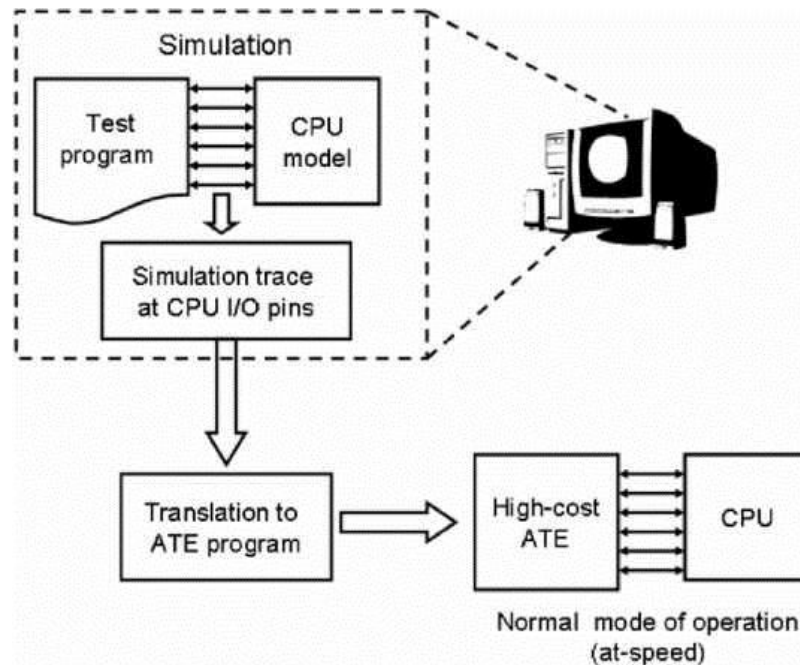 Simulation
Test
program
CPU
model
Simulation trace
at CPU I/O pins
Translation to
ATE program
High-cost
ATE
CPU
Normal mode of operation
(at-speed)